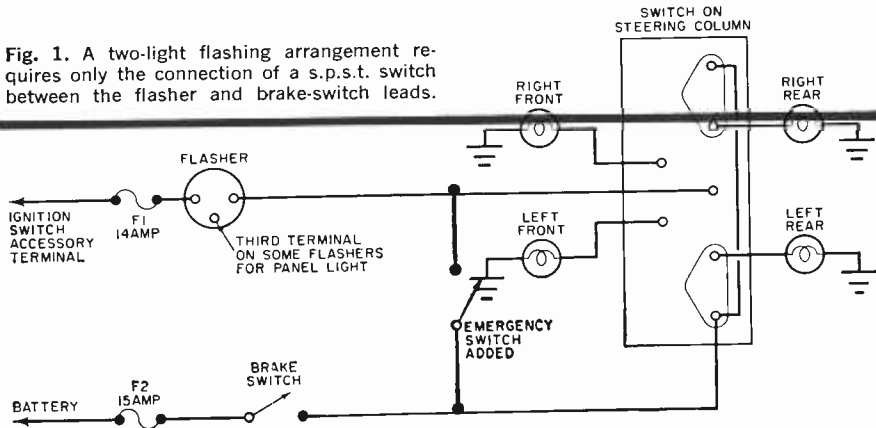 Fig. 1. A two-light flashing arrangement re-
quires only the connection of a s.p.s.t. switch
between the flasher and brake-switch leads.
SWITCH ON
STEERING COLUMN
RIGHT
FRONT
RIGHT
REAR
FLASHER
IGNITION
SWITCH
ACCESSORY
TERMINAL
F1
14AMP
THIRD TERMINAL
ON SOME FLASHERS
FOR PANEL LIGHT
LEFT
FRONT
LEFT
REAR
EMERGENCY
SWITCH
ADDED
BATTERY
F2
15AMP
BRAKE
SWITCH